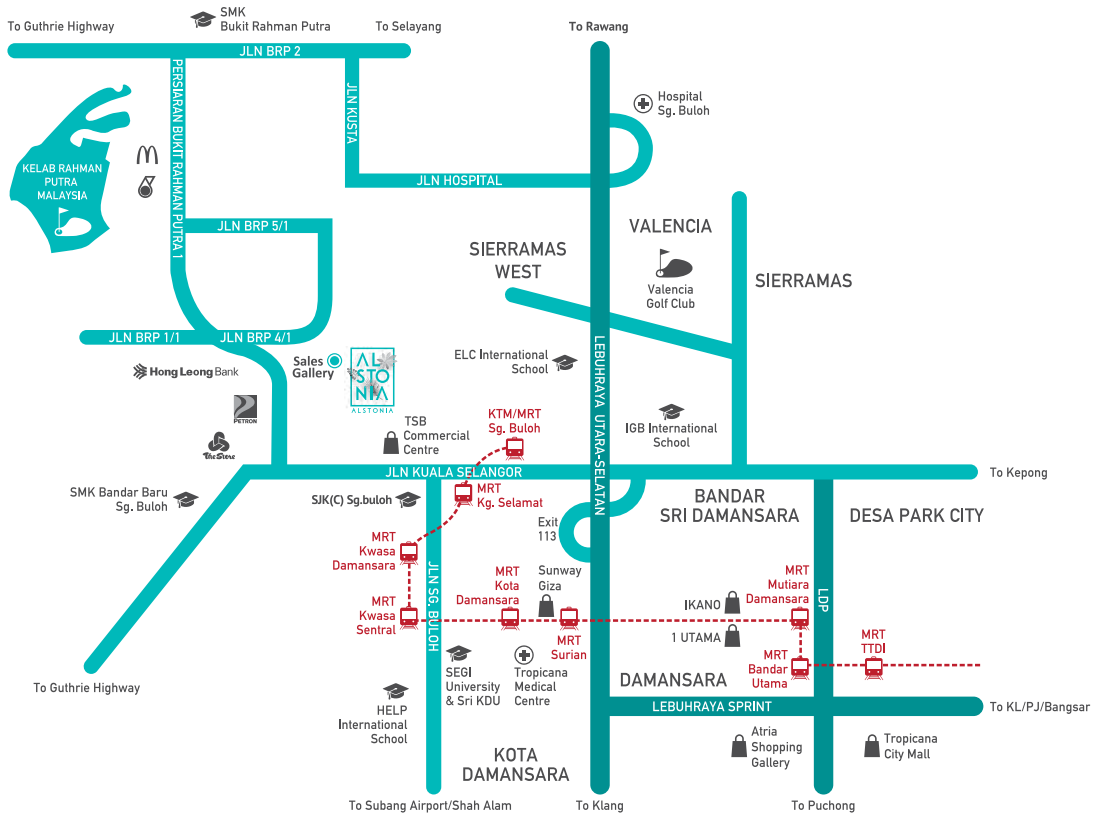 SMK
Bukit Rahman Putra
To Guthrie Highway
To Selayang
To Rawang
JLN BRP 2
PERSIARAN BUKIT RAHMAN PUTRA 1
JLN KUSTA
Hospital
Sg. Buloh
KELAB RAHMAN
PUTRA
MALAYSIA
JLN HOSPITAL
JLN BRP 5/1
VALENCIA
SIERRAMAS
WEST
SIERRAMAS
Valencia
Golf Club
JLN BRP 1/1
JLN BRP 4/1
LEBUHRAYA UTARA-SELATAN
Sales
Gallery
AL
STO
NIA
ALSTONIA
ELC International
School
HongLeong Bank
PETRON
The Store
TSB
Commercial
Centre
KTM/MRT
Sg. Buloh
IGB International
School
JLN KUALA SELANGOR
To Kepong
SMK Bandar Baru
Sg. Buloh
SJK(C) Sg.buloh
MRT
Kg. Selamat
BANDAR
SRI DAMANSARA
DESA PARK CITY
Exit
113
MRT
Kwasa
Damansara
JLN SG. BULOH
MRT
Kota
Damansara
Sunway
Giza
MRT
Mutiara
Damansara
LDP
IKANO
MRT
Kwasa
Sentral
1 UTAMA
MRT
Surian
MRT
TTDI
MRT
Bandar
Utama
SEGI
University
& Sri KDU
Tropicana
Medical
Centre
DAMANSARA
To Guthrie Highway
LEBUHRAYA SPRINT
To KL/PJ/Bangsar
HELP
International
School
Atria
Shopping
Gallery
Tropicana
City Mall
KOTA
DAMANSARA
To Subang Airport/Shah Alam
To Klang
To Puchong